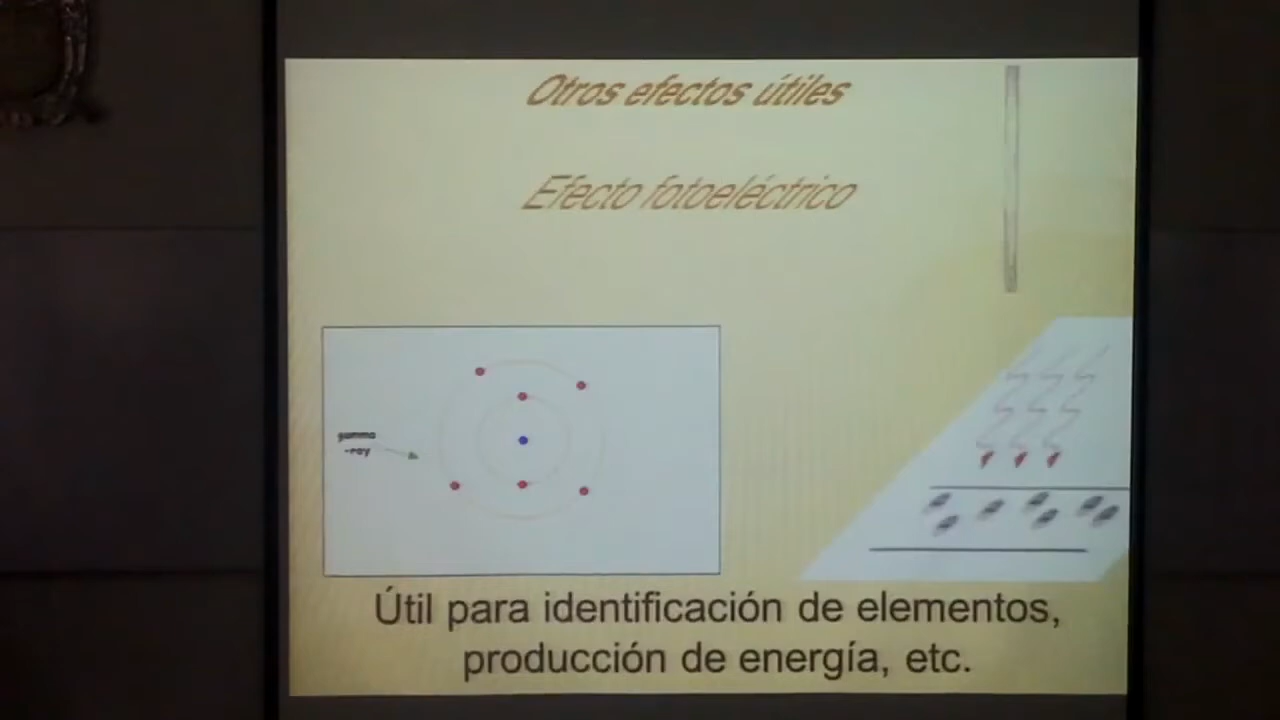 Otros efectos útiles
Efecto fotoeléctrico
gamma
-ray
Útil para identificación de elementos,
producción de energía, etc.